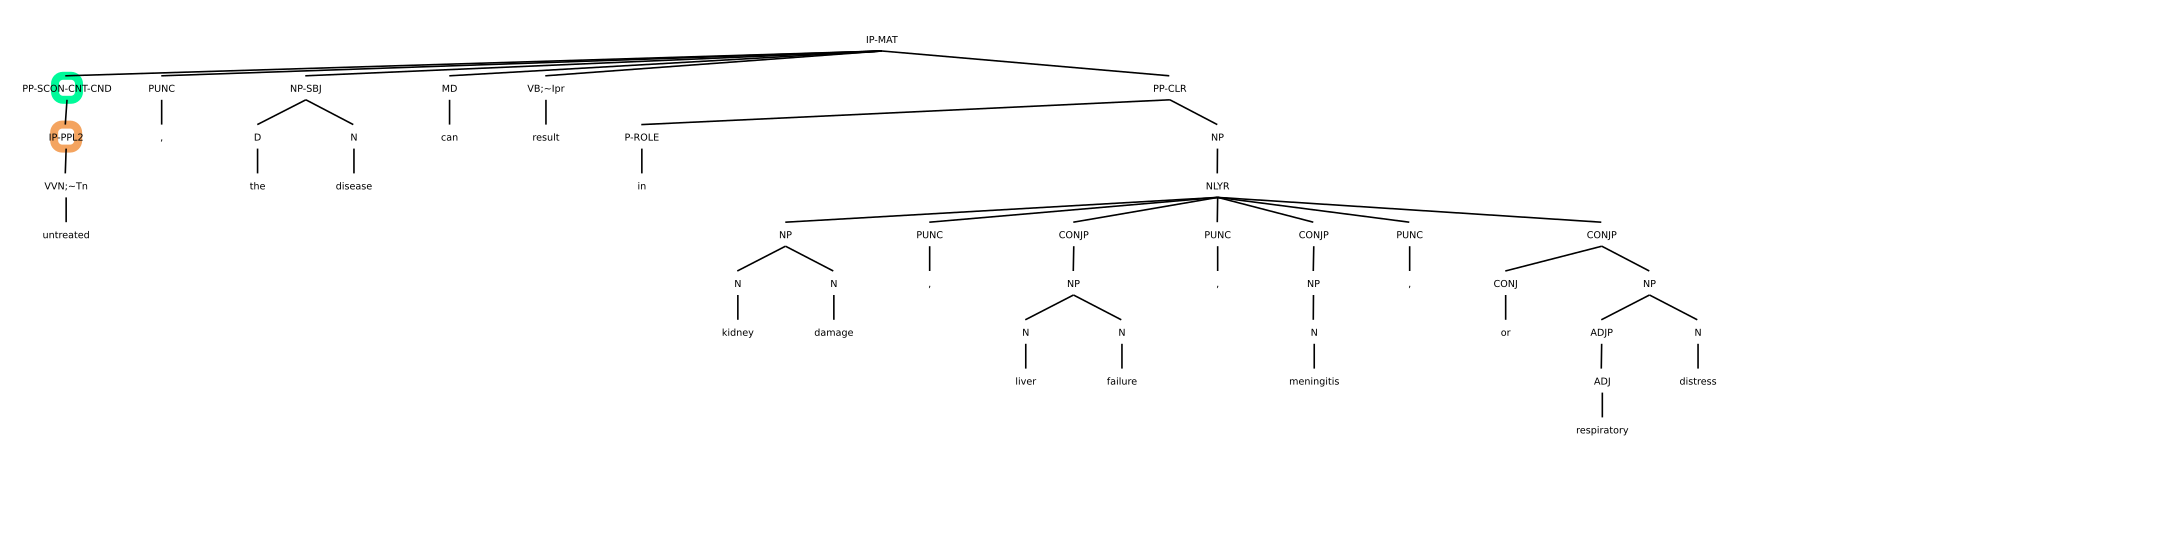 IP-MAT
PP-SCON-CNT-CND PUNC NP-SBJ MD VB;~Ipr PP-CLR
IP-PPL2 , D N can result P-ROLE NP
VVN;~Tn the disease in NLYR
untreated NP PUNC CONJP PUNC CONJP PUNC CONJP
N N , NP , NP , CONJ NP
kidney damage N N N or ADJP N
liver failure meningitis ADJ distress
respiratory